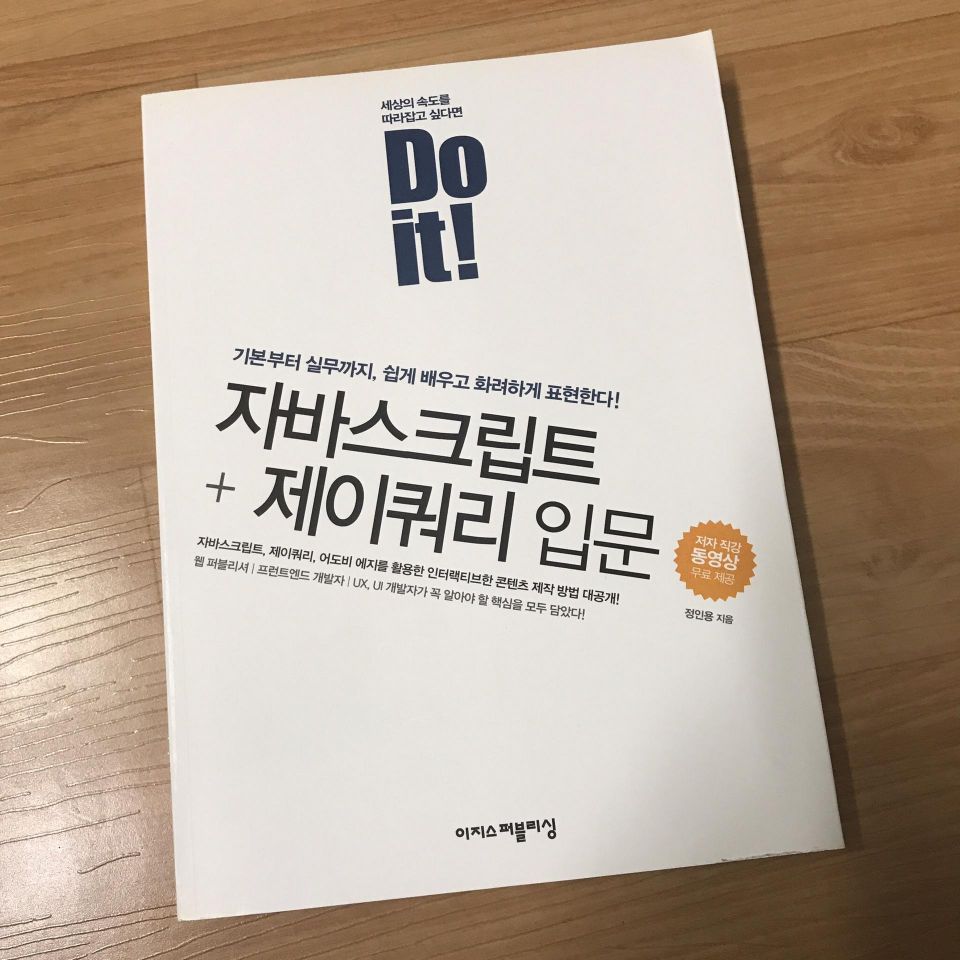 세상의 속도를
따라잡고 싶다면
Do
it!
기본부터 실무까지, 쉽게 배우고 화려하게 표현한다!
자바스크립트
+ 제이쿼리 입문
자바스크립트, 제이쿼리, 어도비 에지를 활용한 인터랙티브한 콘텐츠 제작 방법 대공개!
웹 퍼블리셔 | 프런트엔드 개발자 | UX, UI 개발자가 꼭 알아야 할 핵심을 모두 담았다!
저자 직강
동영상
무료 제공
정인용 지음
이지스퍼블리싱